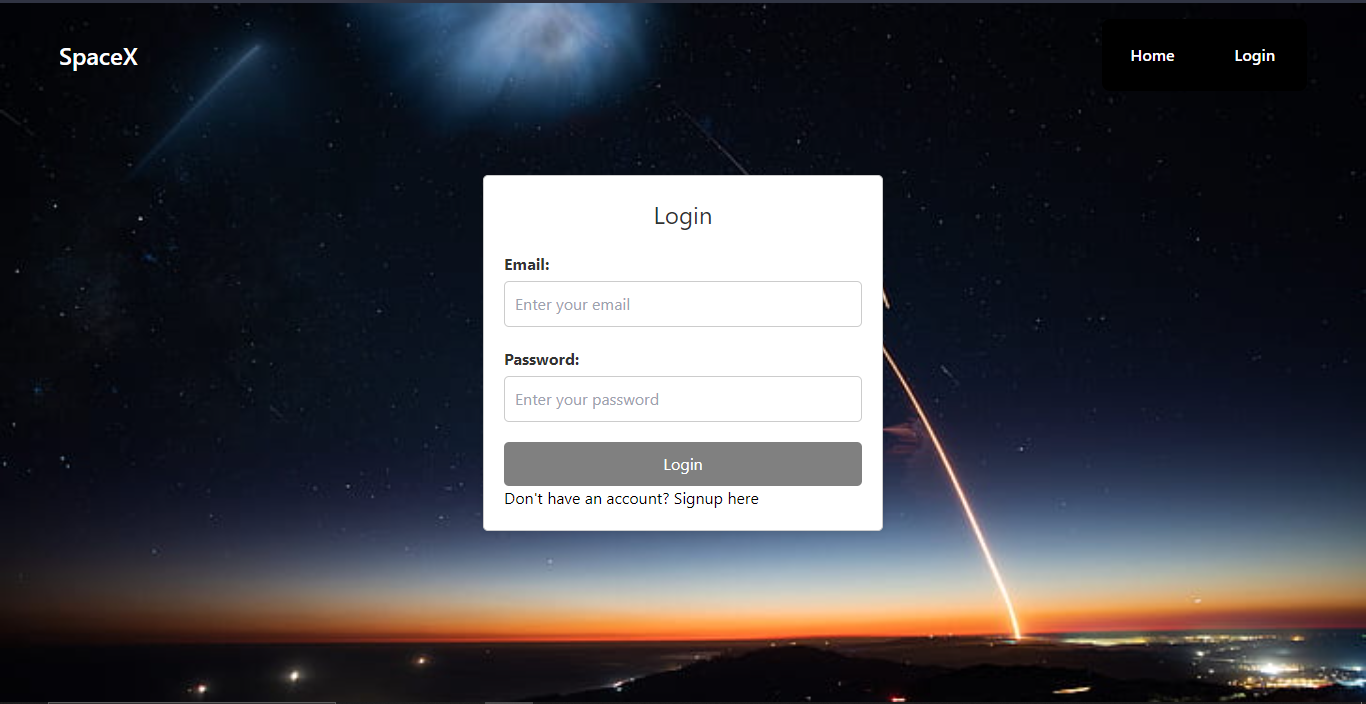 SpaceX
Home Login
Login
Email:
Enter your email
Password:
Enter your password
Login
Don't have an account? Signup here